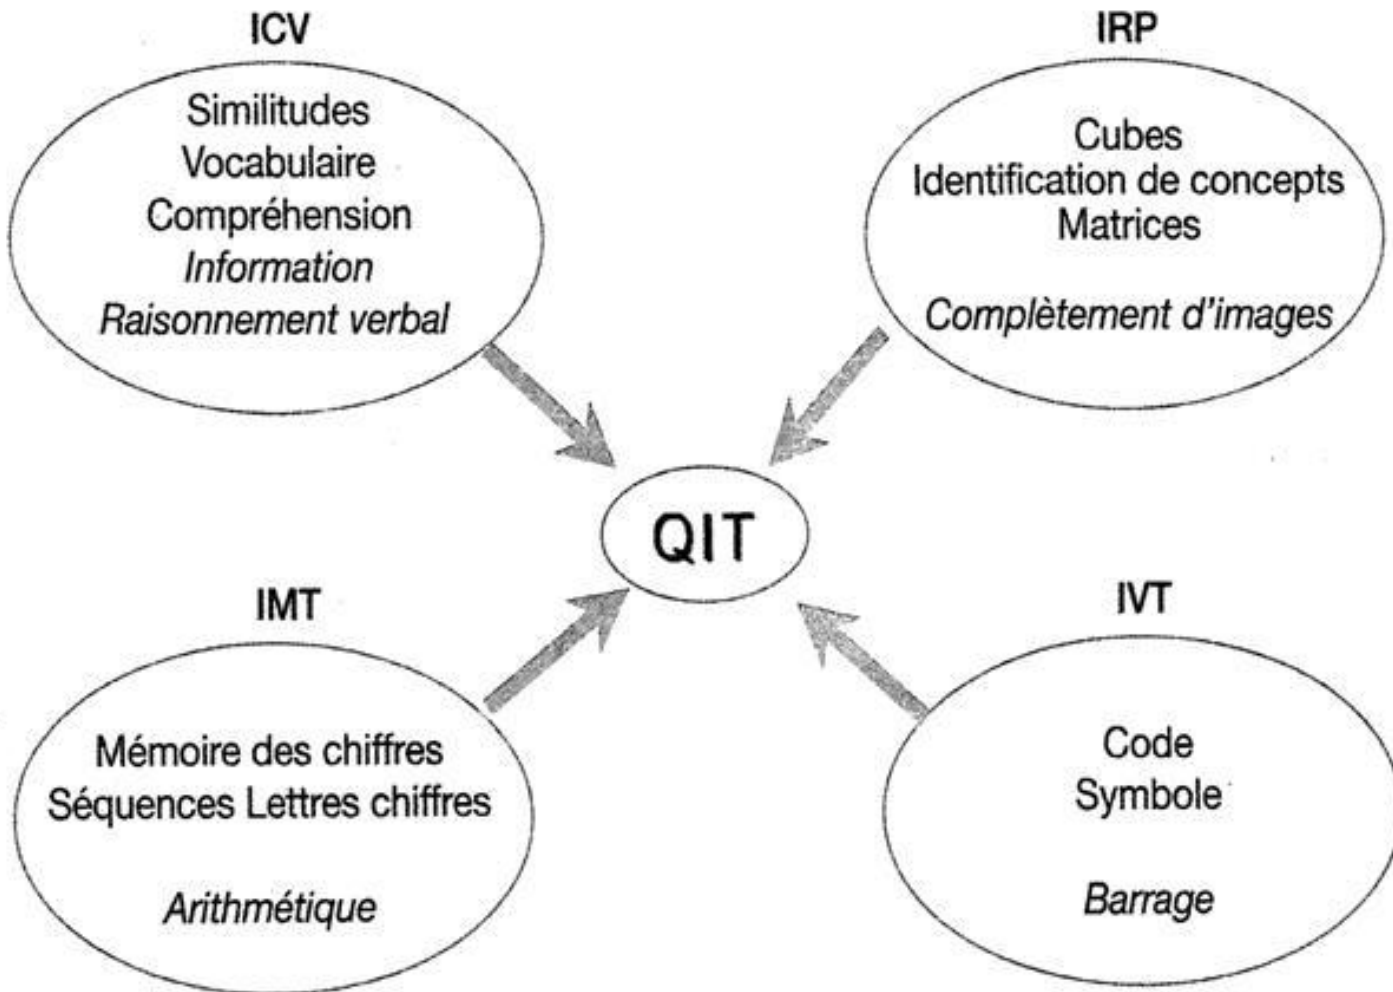 ICV
Similitudes
Vocabulaire
Compréhension
Information
Raisonnement verbal
IRP
Cubes
Identification de concepts
Matrices
Complètement d'images
QIT
IMT
Mémoire des chiffres
Séquences Lettres chiffres
Arithmétique
IVT
Code
Symbole
Barrage